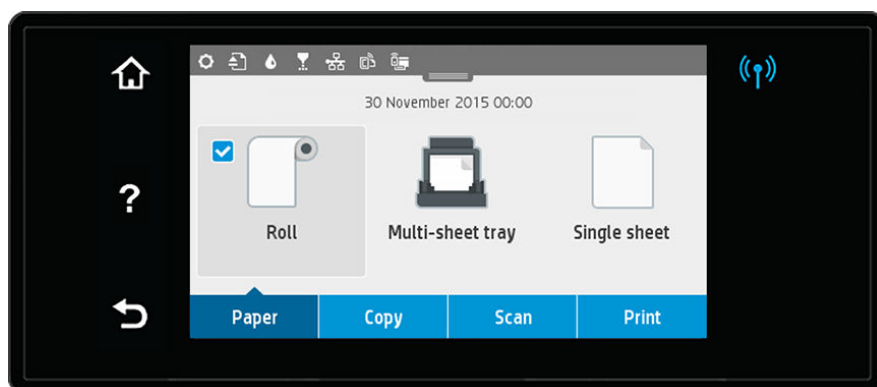 30 November 2015 00:00
Roll
Multi-sheet tray
Single sheet
?
Paper
Copy
Scan
Print